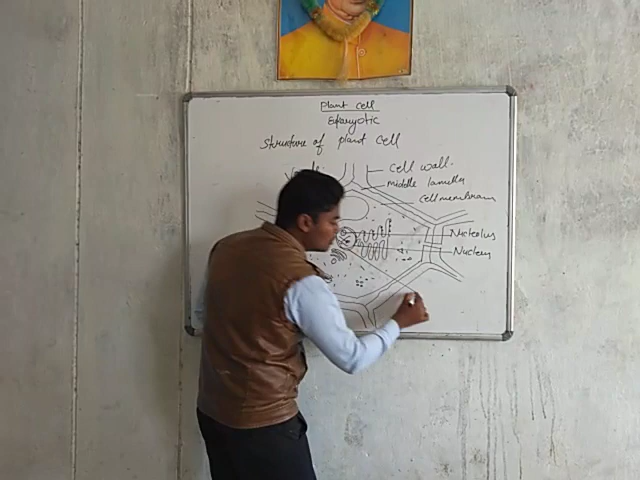 Plant cell
Eukaryotic
Structure of plant cell
cell wall.
middle lamella
cell membrane
Nucleolus
Nucleus